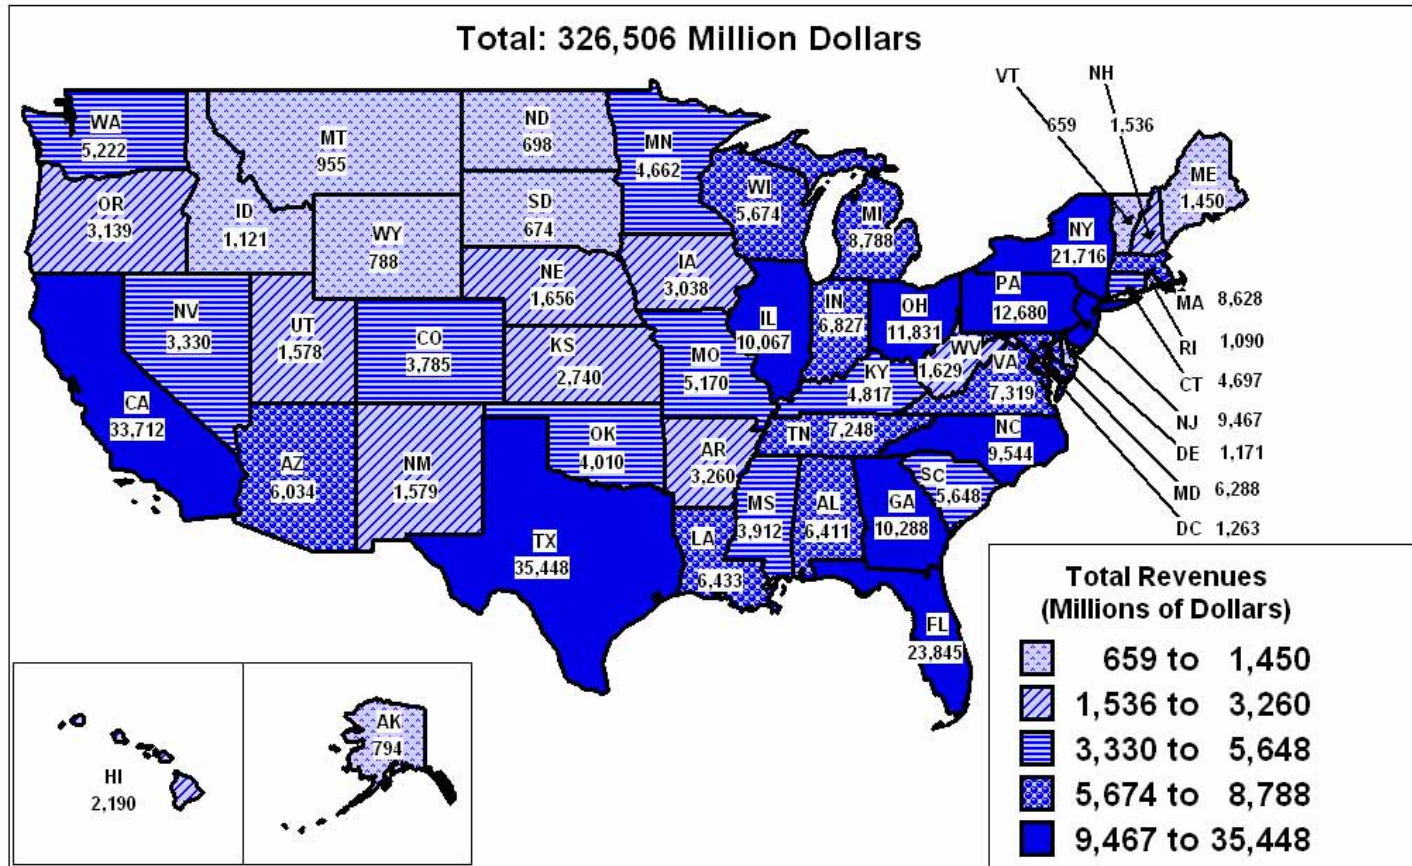 Total: 326,506 Million Dollars
VT
NH
659
1,536
WA
5,222
MT
955
ND
698
MN
4,662
OR
3,139
ID
1,121
WY
788
SD
674
WI
5,674
MI
8,788
NY
21,716
ME
1,450
NV
3,330
UT
1,578
CO
3,785
NE
1,656
KS
2,740
IA
3,038
MO
5,170
IL
10,067
IN
6,827
OH
11,831
PA
12,680
WV
1,629
VA
7,319
KY
4,817
MA 8,628
RI 1,090
CT 4,697
NJ 9,467
DE 1,171
MD 6,288
DC 1,263
CA
33,712
AZ
6,034
NM
1,579
OK
4,010
AR
3,260
TN 7,248
NC
9,544
SC
5,648
MS
3,912
AL
6,411
GA
10,288
TX
35,448
LA
6,433
FL
23,845
HI
2,190
AK
794
Total Revenues
(Millions of Dollars)
659 to 1,450
1,536 to 3,260
3,330 to 5,648
5,674 to 8,788
9,467 to 35,448